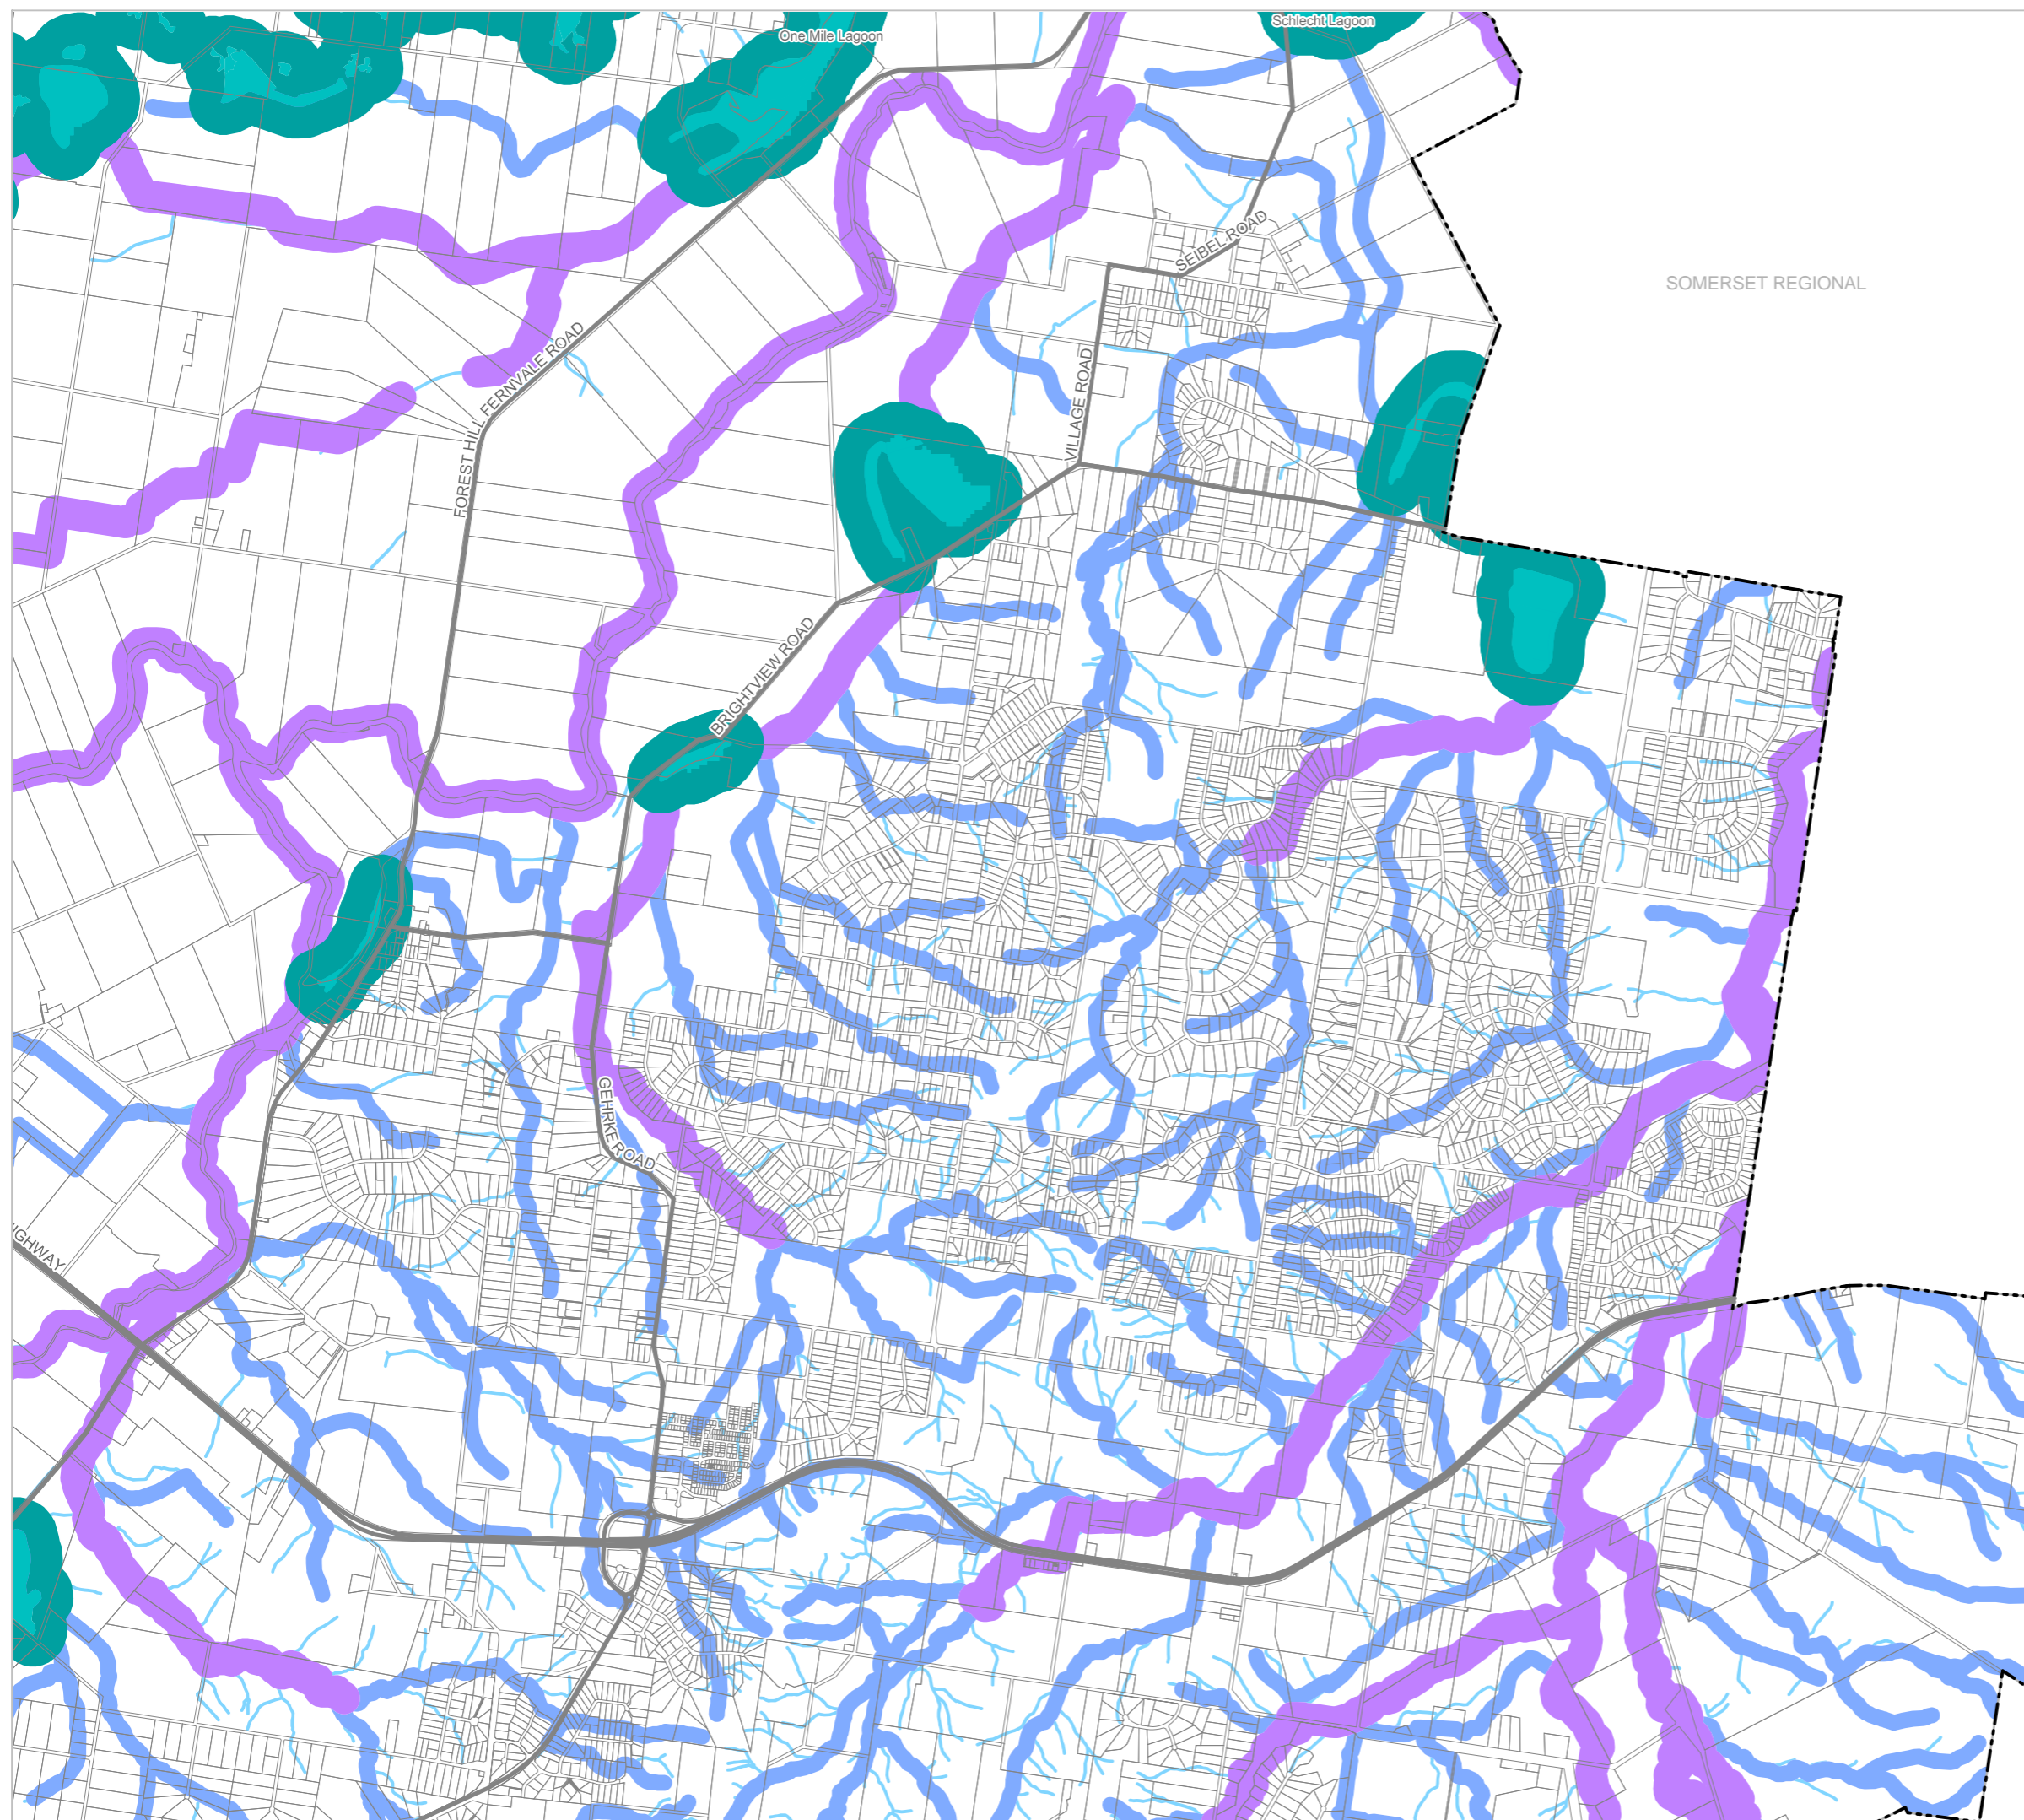 Schlecht Lagoon
One Mile Lagoon
SEIBEL ROAD
SOMERSET REGIONAL
FOREST HILL FERNVALE ROAD
VILLAGE ROAD
BRIGHTVIEW ROAD
GEHRKE ROAD
IGHWAY